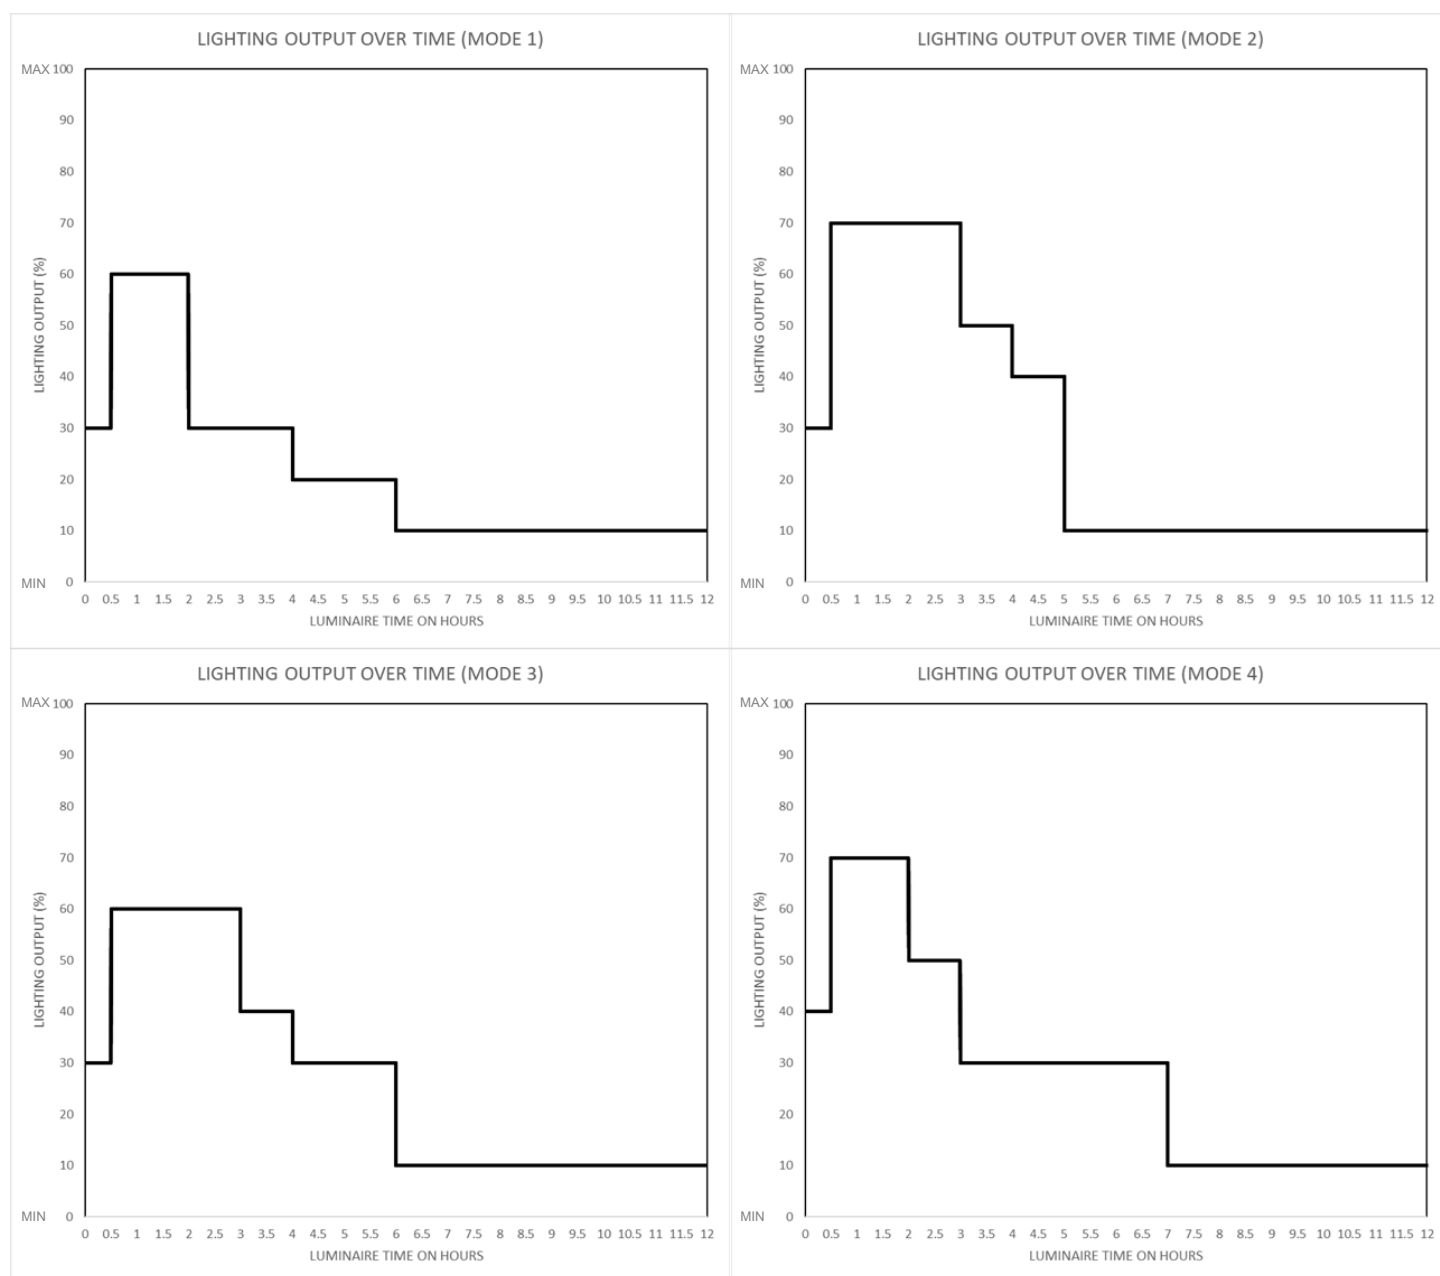 LIGHTING OUTPUT OVER TIME (MODE 1)
MAX 100
90
80
70
60
50
40
30
20
10
MIN 0
LIGHTING OUTPUT (%)
0 0.5 1 1.5 2 2.5 3 3.5 4 4.5 5 5.5 6 6.5 7 7.5 8 8.5 9 9.5 10 10.5 11 11.5 12
LUMINAIRE TIME ON HOURS
LIGHTING OUTPUT OVER TIME (MODE 2)
MAX 100
90
80
70
60
50
40
30
20
10
MIN 0
LIGHTING OUTPUT (%)
0 0.5 1 1.5 2 2.5 3 3.5 4 4.5 5 5.5 6 6.5 7 7.5 8 8.5 9 9.5 10 10.5 11 11.5 12
LUMINAIRE TIME ON HOURS
LIGHTING OUTPUT OVER TIME (MODE 3)
MAX 100
90
80
70
60
50
40
30
20
10
MIN 0
LIGHTING OUTPUT (%)
0 0.5 1 1.5 2 2.5 3 3.5 4 4.5 5 5.5 6 6.5 7 7.5 8 8.5 9 9.5 10 10.5 11 11.5 12
LUMINAIRE TIME ON HOURS
LIGHTING OUTPUT OVER TIME (MODE 4)
MAX 100
90
80
70
60
50
40
30
20
10
MIN 0
LIGHTING OUTPUT (%)
0 0.5 1 1.5 2 2.5 3 3.5 4 4.5 5 5.5 6 6.5 7 7.5 8 8.5 9 9.5 10 10.5 11 11.5 12
LUMINAIRE TIME ON HOURS